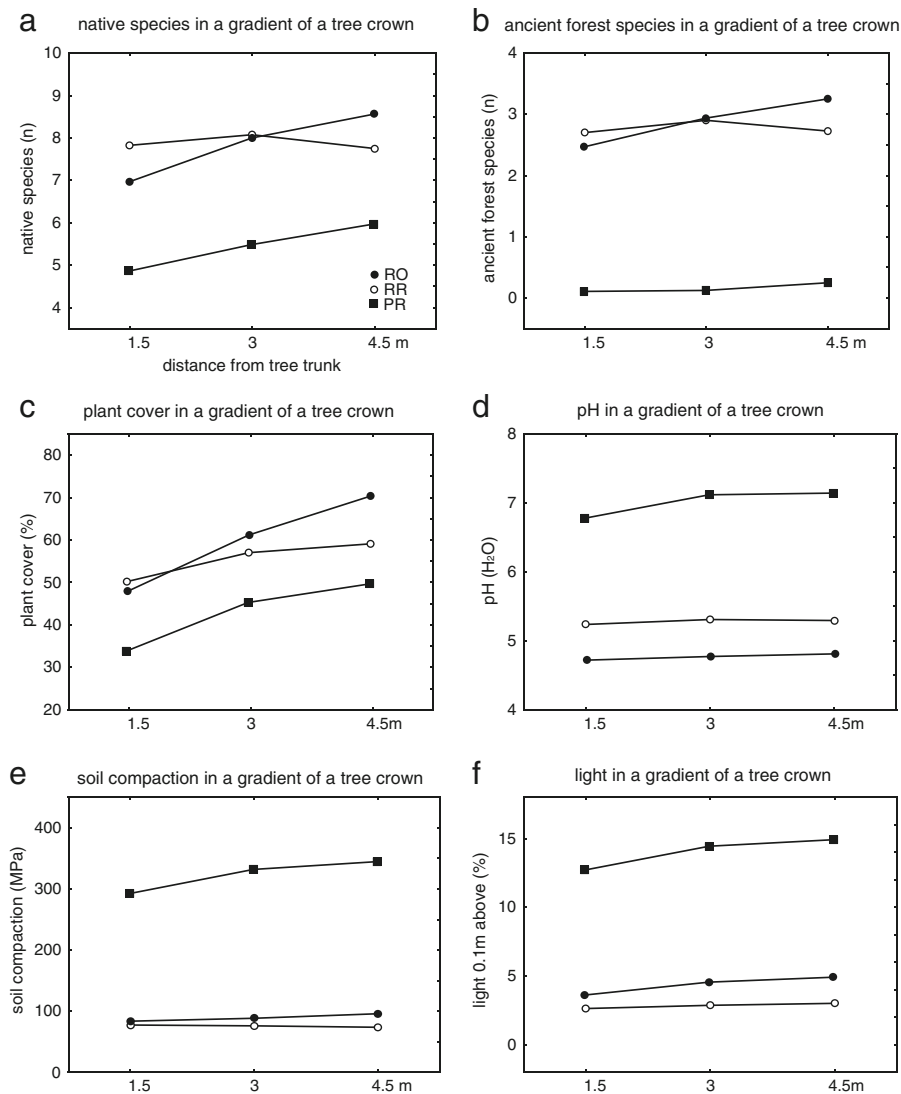 a native species in a gradient of a tree crown
10
9
8
7
6
5
4
native species (n)
RO
RR
PR
1.5 3 4.5 m
distance from tree trunk
b ancient forest species in a gradient of a tree crown
4
3
2
1
0
ancient forest species (n)
1.5 3 4.5 m
c plant cover in a gradient of a tree crown
80
70
60
50
40
30
20
plant cover (%)
1.5 3 4.5m
d pH in a gradient of a tree crown
8
7
6
5
4
pH (H₂O)
1.5 3 4.5m
e soil compaction in a gradient of a tree crown
400
300
200
100
0
soil compaction (MPa)
1.5 3 4.5 m
f light in a gradient of a tree crown
15
10
5
0
light 0.1m above (%)
1.5 3 4.5 m